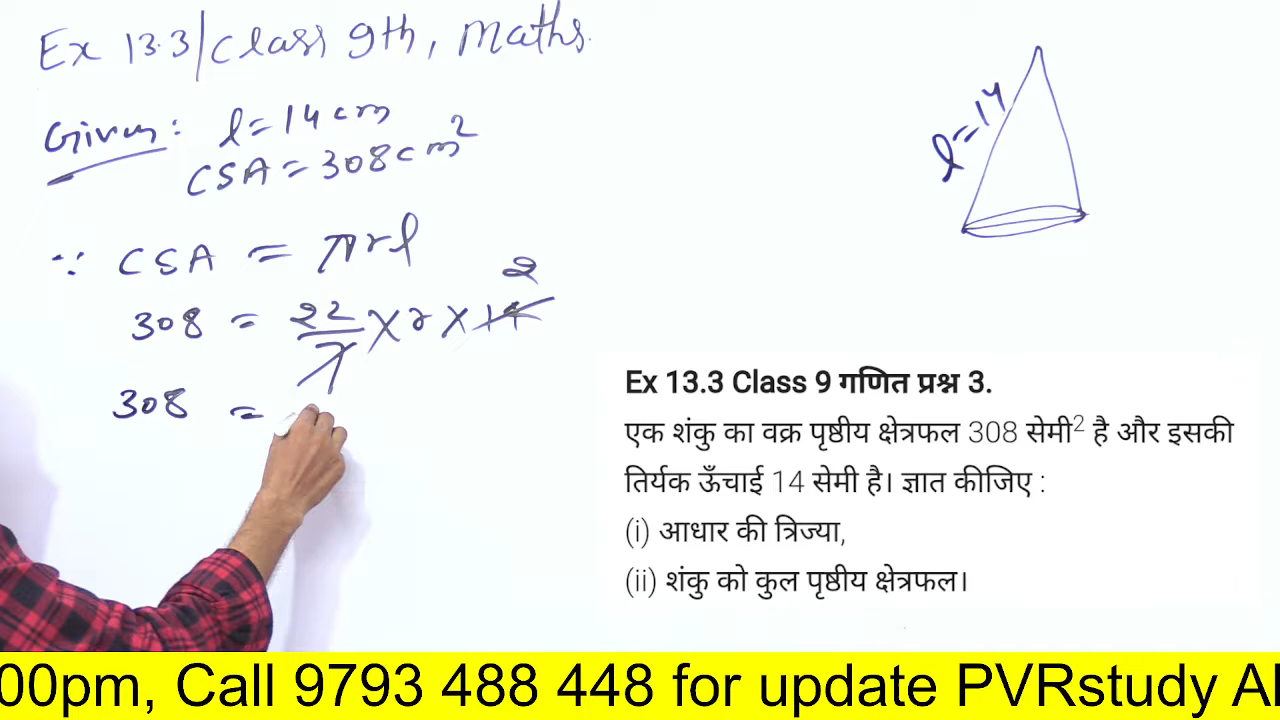 Ex 13.3/Class 9th, Maths.
Given: l = 14 cm
CSA = 308 cm²
∵ CSA = πrl
308 = 22/7 × r × 14 2
308 =
l = 14
Ex 13.3 Class 9 गणित प्रश्न 3.
एक शंकु का वक्र पृष्ठीय क्षेत्रफल 308 सेमी² है और इसकी
तिर्यक ऊँचाई 14 सेमी है। ज्ञात कीजिए :
(i) आधार की त्रिज्या,
(ii) शंकु को कुल पृष्ठीय क्षेत्रफल।
00pm, Call 9793 488 448 for update PVRstudy Al